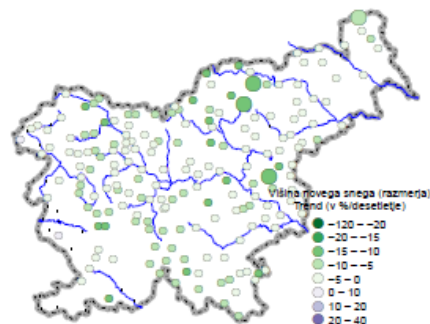 Višina novega snega (razmerja)
Trend (v %/desetletje)
−120 − −20
−20 − −15
−15 − −10
−10 − −5
−5 − 0
0 − 10
10 − 20
20 − 40